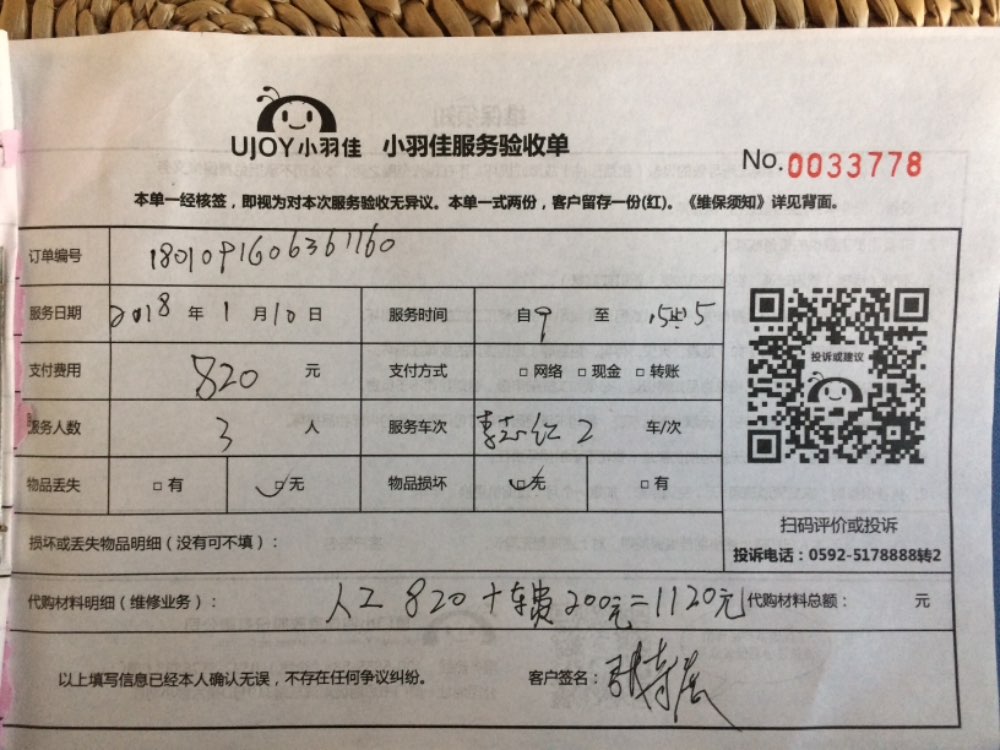 UJOY小羽佳 小羽佳服务验收单
No.0033778
本单一经核签，即视为对本次服务验收无异议。本单一式两份，客户留存一份(红)。《维保须知》详见背面。
订单编号 1801091606361160
服务日期 2018 年 1 月 10 日 服务时间 自 9 至
支付费用 820 元 支付方式 □ 网络 □ 现金 □ 转账
投诉或建议
服务人数 3 人 服务车次 2 车/次
物品丢失 □ 有 □ 无 物品损坏 □ 无 □ 有
扫码评价或投诉
损坏或丢失物品明细（没有可不填）：
投诉电话：0592-5178888转2
代购材料明细（维修业务）： 人工 820 + 车费 200元=1120元 代购材料总额： 元
以上填写信息已经本人确认无误，不存在任何争议纠纷。 客户签名：